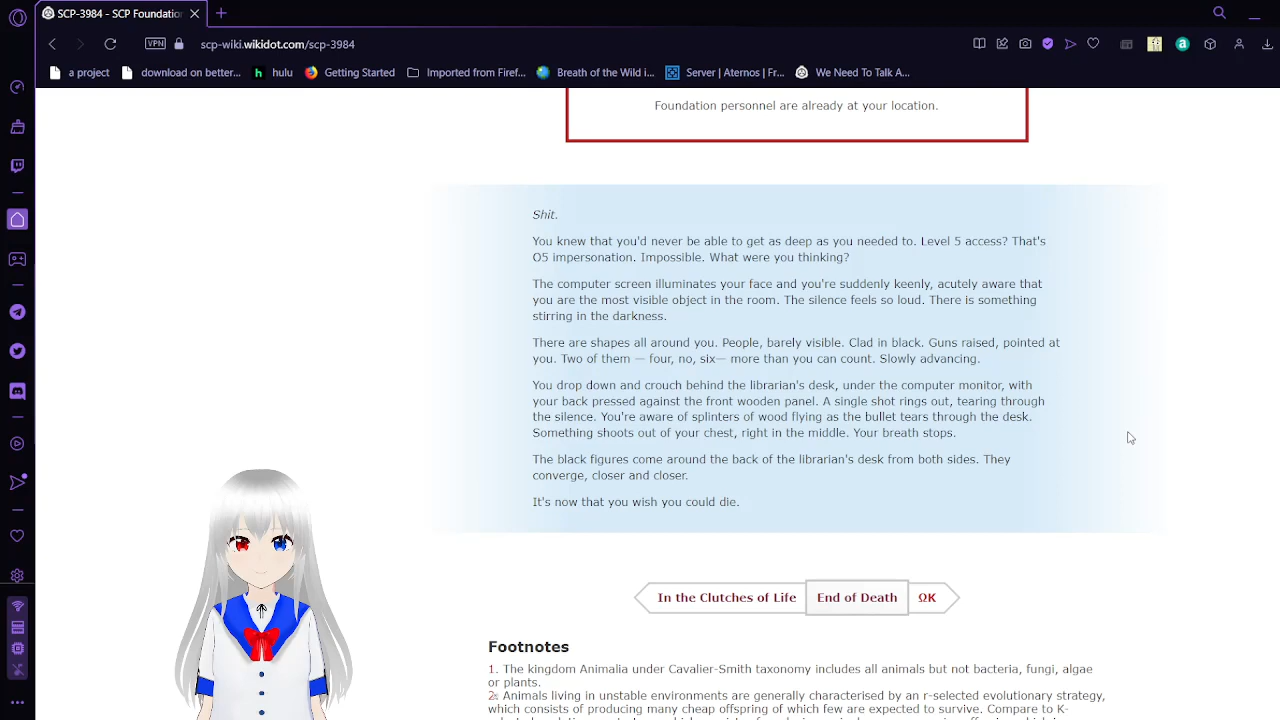 SCP-3984 - SCP Foundation
VPN
scp-wiki.wikidot.com/scp-3984
a project
download on better...
hulu
Getting Started
Imported from Firef...
Breath of the Wild i...
Server | Aternos | Fr...
We Need To Talk A...
Foundation personnel are already at your location.
Shit.
You knew that you'd never be able to get as deep as you needed to. Level 5 access? That's
O5 impersonation. Impossible. What were you thinking?
The computer screen illuminates your face and you're suddenly keenly, acutely aware that
you are the most visible object in the room. The silence feels so loud. There is something
stirring in the darkness.
There are shapes all around you. People, barely visible. Clad in black. Guns raised, pointed at
you. Two of them — four, no, six— more than you can count. Slowly advancing.
You drop down and crouch behind the librarian's desk, under the computer monitor, with
your back pressed against the front wooden panel. A single shot rings out, tearing through
the silence. You're aware of splinters of wood flying as the bullet tears through the desk.
Something shoots out of your chest, right in the middle. Your breath stops.
The black figures come around the back of the librarian's desk from both sides. They
converge, closer and closer.
It's now that you wish you could die.
In the Clutches of Life
End of Death
ΩK
Footnotes
1. The kingdom Animalia under Cavalier-Smith taxonomy includes all animals but not bacteria, fungi, algae
or plants.
2. Animals living in unstable environments are generally characterised by an r-selected evolutionary strategy,
which consists of producing many cheap offspring of which few are expected to survive. Compare to K-